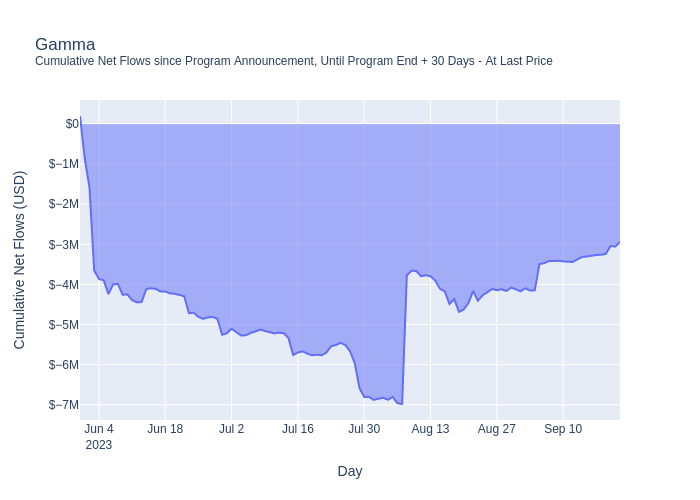 Gamma
Cumulative Net Flows since Program Announcement, Until Program End + 30 Days - At Last Price
$0
$−1M
$−2M
$−3M
$−4M
$−5M
$−6M
$−7M
Cumulative Net Flows (USD)
Jun 4 Jun 18 Jul 2 Jul 16 Jul 30 Aug 13 Aug 27 Sep 10
2023
Day